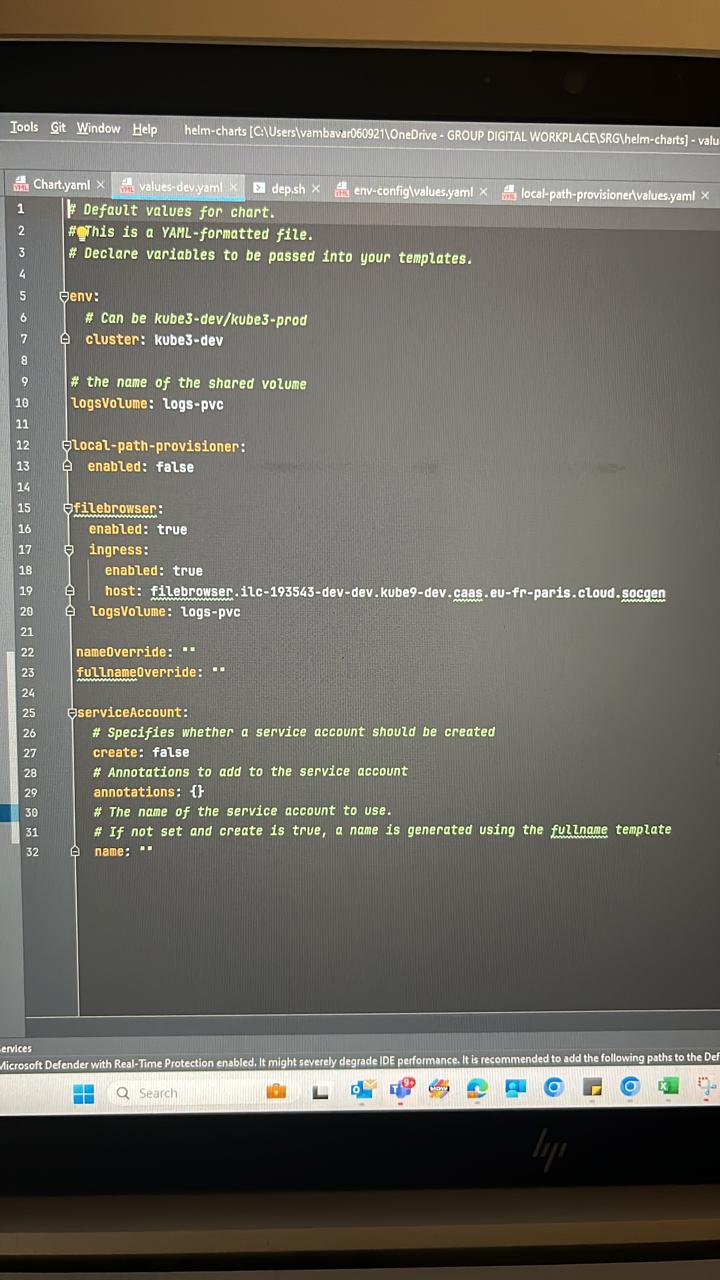 Tools Git Window Help helm-charts [C:\Users\vambavar060921\OneDrive - GROUP DIGITAL WORKPLACE\SRG\helm-charts] - valu
Chart.yaml values-dev.yaml dep.sh env-config\values.yaml local-path-provisioner\values.yaml
1 # Default values for chart.
2 # This is a YAML-formatted file.
3 # Declare variables to be passed into your templates.
4
5 env:
6 # Can be kube3-dev/kube3-prod
7 cluster: kube3-dev
8
9 # the name of the shared volume
10 logsVolume: logs-pvc
11
12 local-path-provisioner:
13 enabled: false
14
15 filebrowser:
16 enabled: true
17 ingress:
18 enabled: true
19 host: filebrowser.ilc-193543-dev-dev.kube9-dev.caas.eu-fr-paris.cloud.socgen
20 logsVolume: logs-pvc
21
22 nameOverride: ""
23 fullnameOverride: ""
24
25 serviceAccount:
26 # Specifies whether a service account should be created
27 create: false
28 # Annotations to add to the service account
29 annotations: {}
30 # The name of the service account to use.
31 # If not set and create is true, a name is generated using the fullname template
32 name: ""
ervices
Microsoft Defender with Real-Time Protection enabled. It might severely degrade IDE performance. It is recommended to add the following paths to the Def
Search
9+
hp